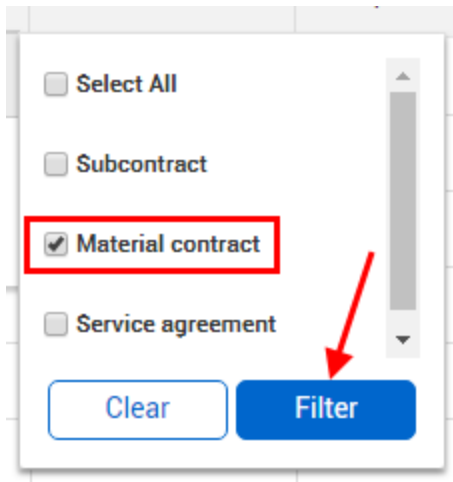 Select All
Subcontract
Material contract
Service agreement
Clear Filter